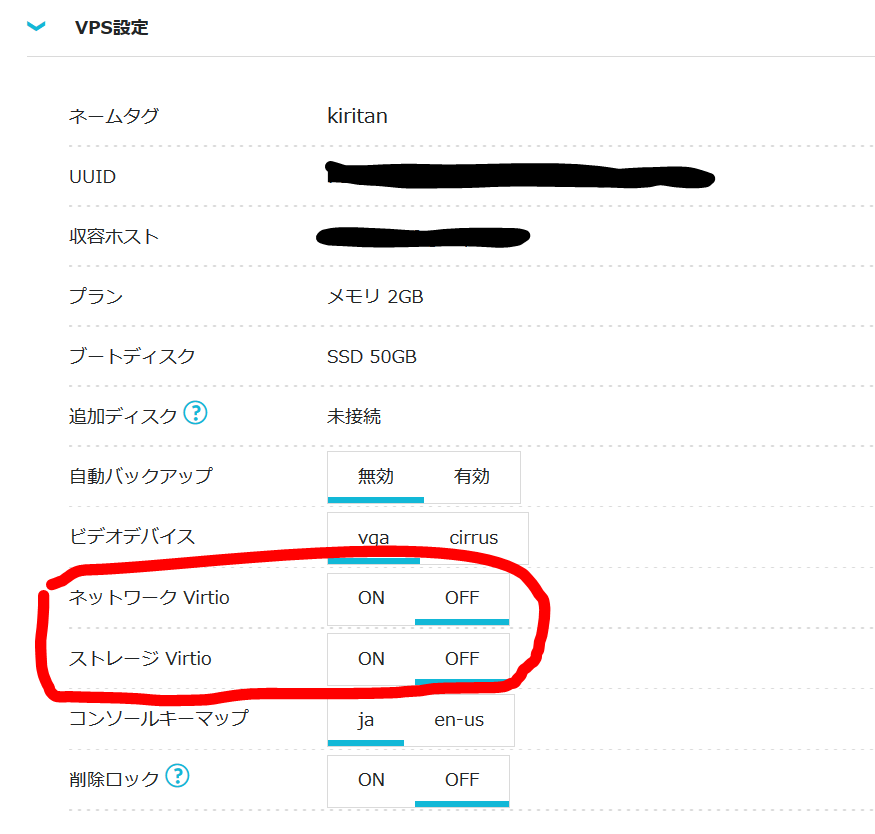 VPS設定
ネームタグ kiritan
UUID
収容ホスト
プラン メモリ 2GB
ブートディスク SSD 50GB
追加ディスク ? 未接続
自動バックアップ 無効 有効
ビデオデバイス vga cirrus
ネットワーク Virtio ON OFF
ストレージ Virtio ON OFF
コンソールキーマップ ja en-us
削除ロック ? ON OFF